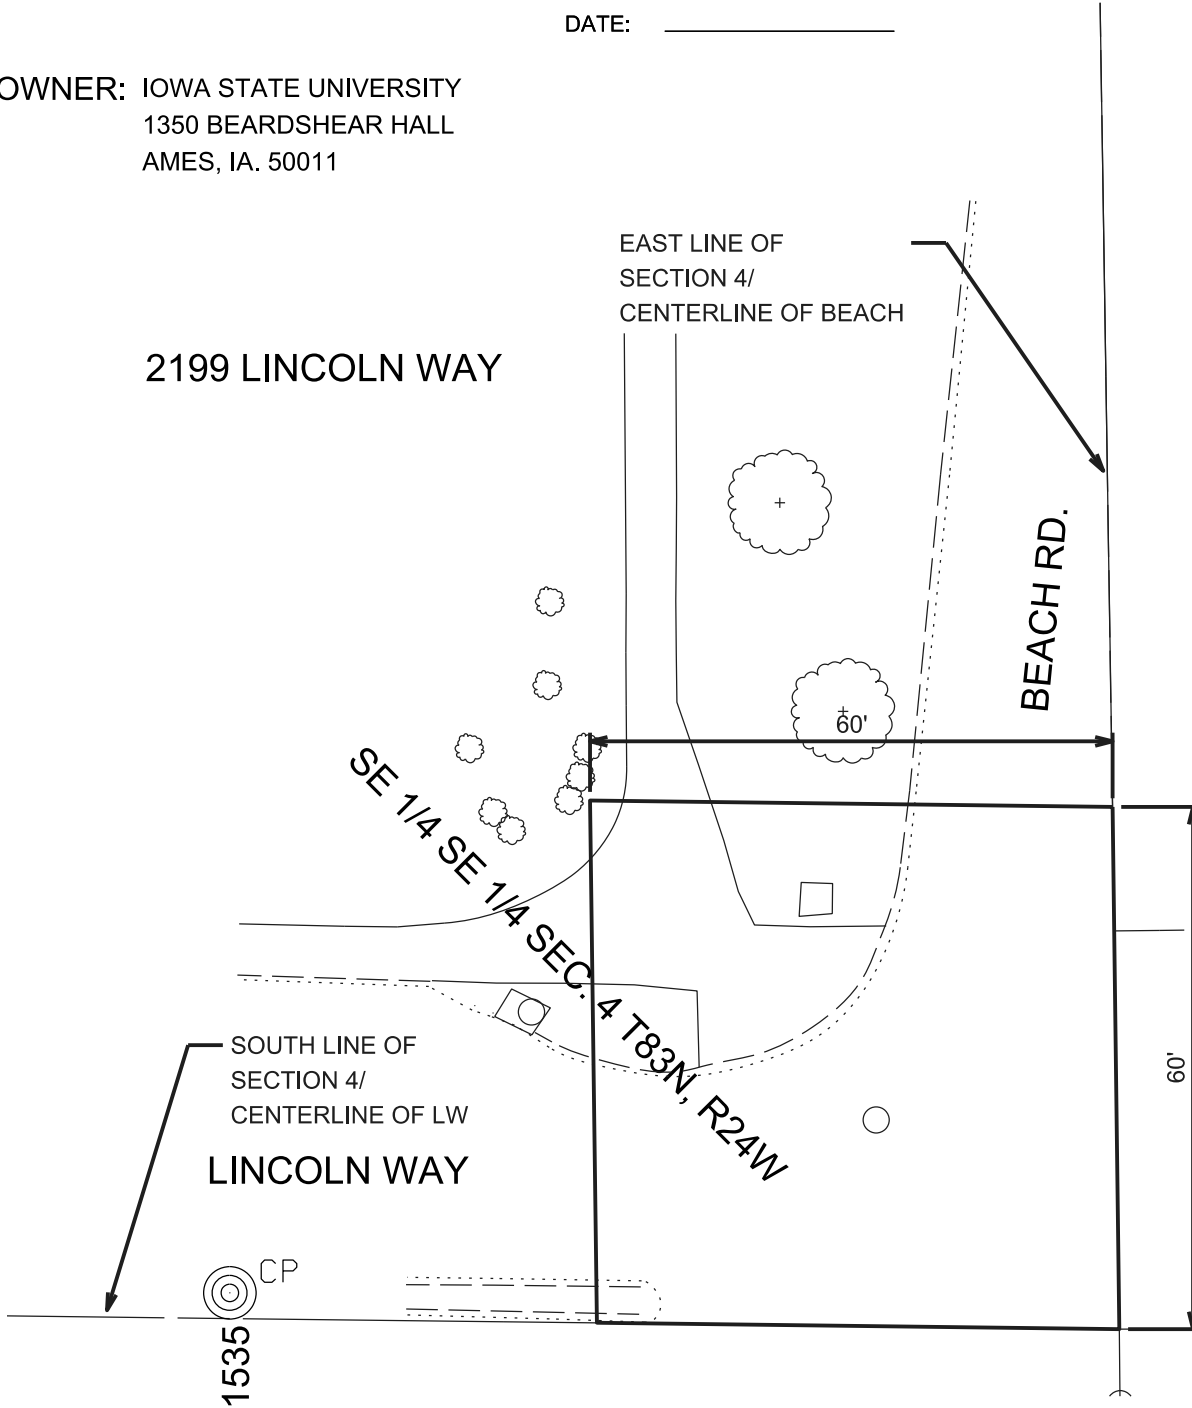 DATE:
OWNER: IOWA STATE UNIVERSITY
1350 BEARDSHEAR HALL
AMES, IA. 50011
EAST LINE OF
SECTION 4/
CENTERLINE OF BEACH
2199 LINCOLN WAY
BEACH RD.
60'
SE 1/4 SE 1/4 SEC. 4 T83N, R24W
60'
SOUTH LINE OF
SECTION 4/
CENTERLINE OF LW
LINCOLN WAY
CP
1535